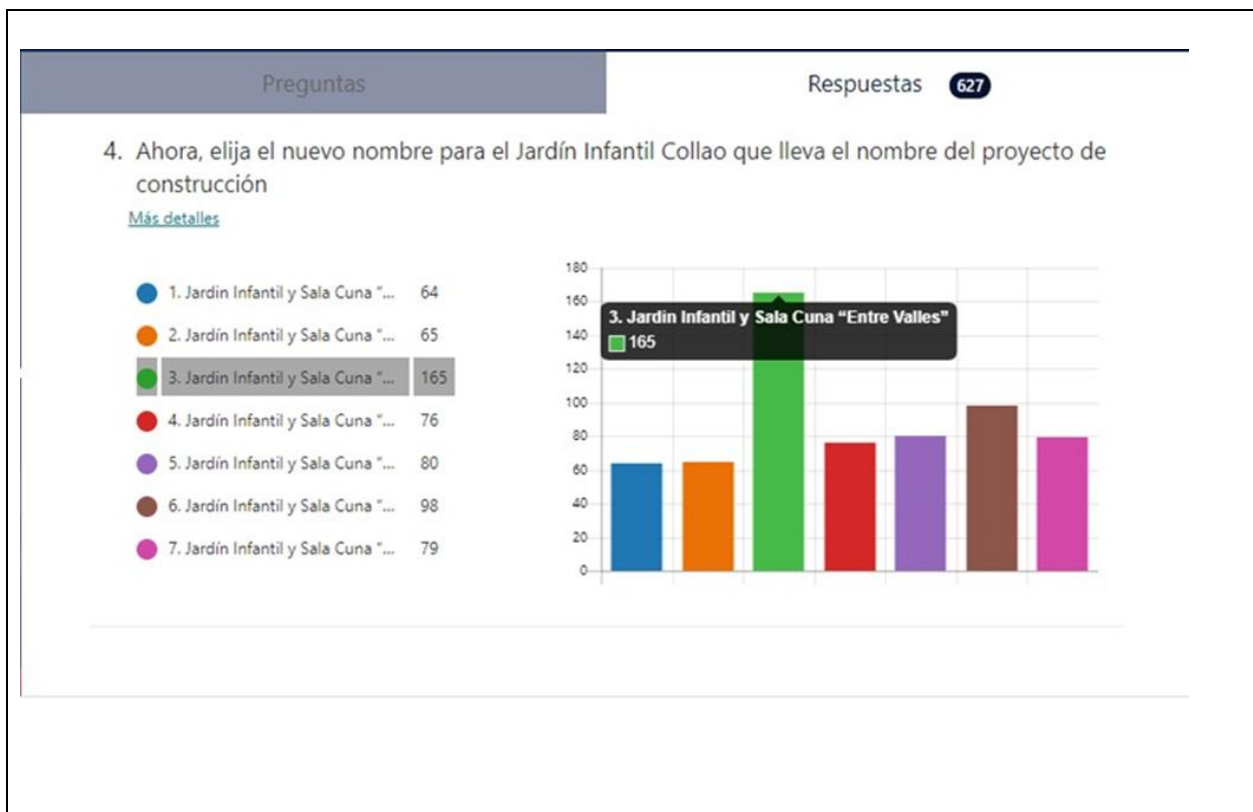 Preguntas
Respuestas 627
4. Ahora, elija el nuevo nombre para el Jardín Infantil Collao que lleva el nombre del proyecto de
construcción
Más detalles
1. Jardin Infantil y Sala Cuna "... 64
2. Jardín Infantil y Sala Cuna "... 65
3. Jardin Infantil y Sala Cuna "... 165
4. Jardín Infantil y Sala Cuna "... 76
5. Jardín Infantil y Sala Cuna "... 80
6. Jardín Infantil y Sala Cuna "... 98
7. Jardín Infantil y Sala Cuna "... 79
180
160
140
120
100
80
60
40
20
0
3. Jardin Infantil y Sala Cuna “Entre Valles”
165